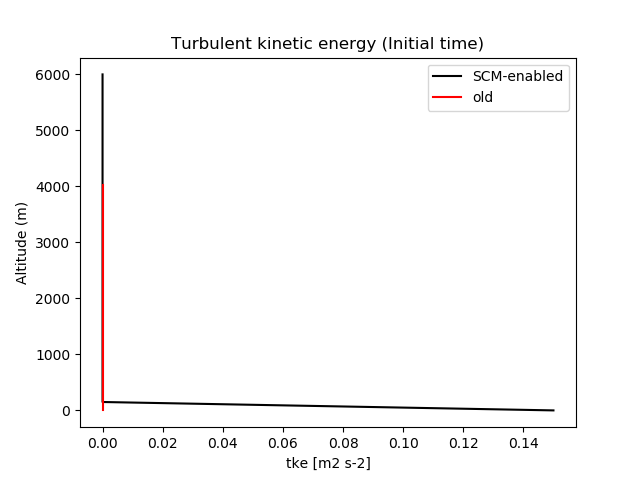 Turbulent kinetic energy (Initial time)
SCM-enabled
old
6000
5000
4000
3000
2000
1000
0
Altitude (m)
0.00 0.02 0.04 0.06 0.08 0.10 0.12 0.14
tke [m2 s-2]